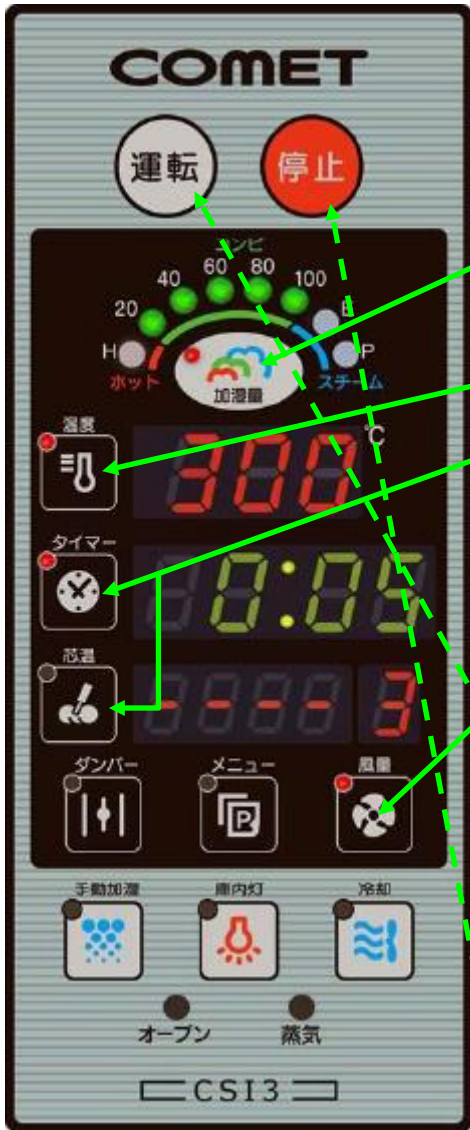 COMET
運転 停止
コンビ
20 40 60 80 100
H E P
ホット スチーム
加湿量
温度
300 ℃
タイマー
0:05
芯温
---- 3
ダンパー メニュー 風量
P
手動加湿 庫内灯 冷却
オーブン 蒸気
CSI3